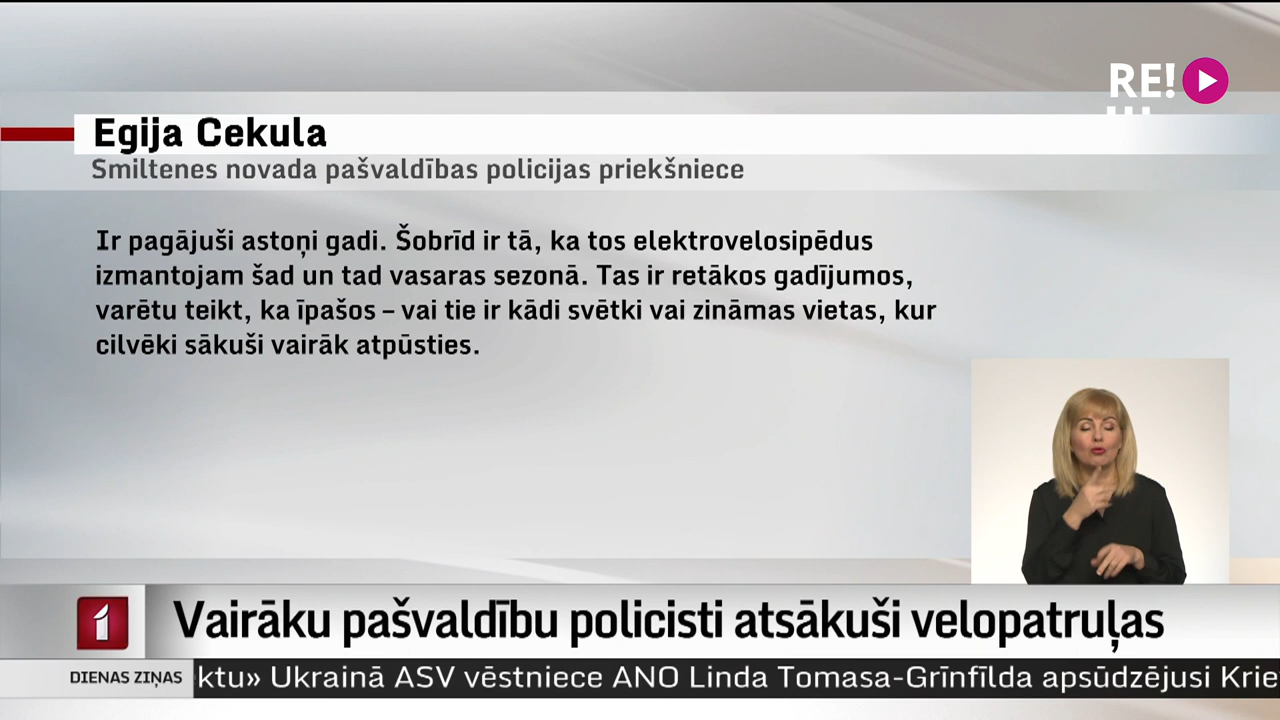 RE!
Egija Cekula
Smiltenes novada pašvaldības policijas priekšniece
Ir pagājuši astoņi gadi. Šobrīd ir tā, ka tos elektrovelosipēdus
izmantojam šad un tad vasaras sezonā. Tas ir retākos gadījumos,
varētu teikt, ka īpašos – vai tie ir kādi svētki vai zināmas vietas, kur
cilvēki sākuši vairāk atpūsties.
1 Vairāku pašvaldību policisti atsākuši velopatruļas
DIENAS ZIŅAS ktu» Ukrainā ASV vēstniece ANO Linda Tomasa-Grīnfīlda apsūdzējusi Krie